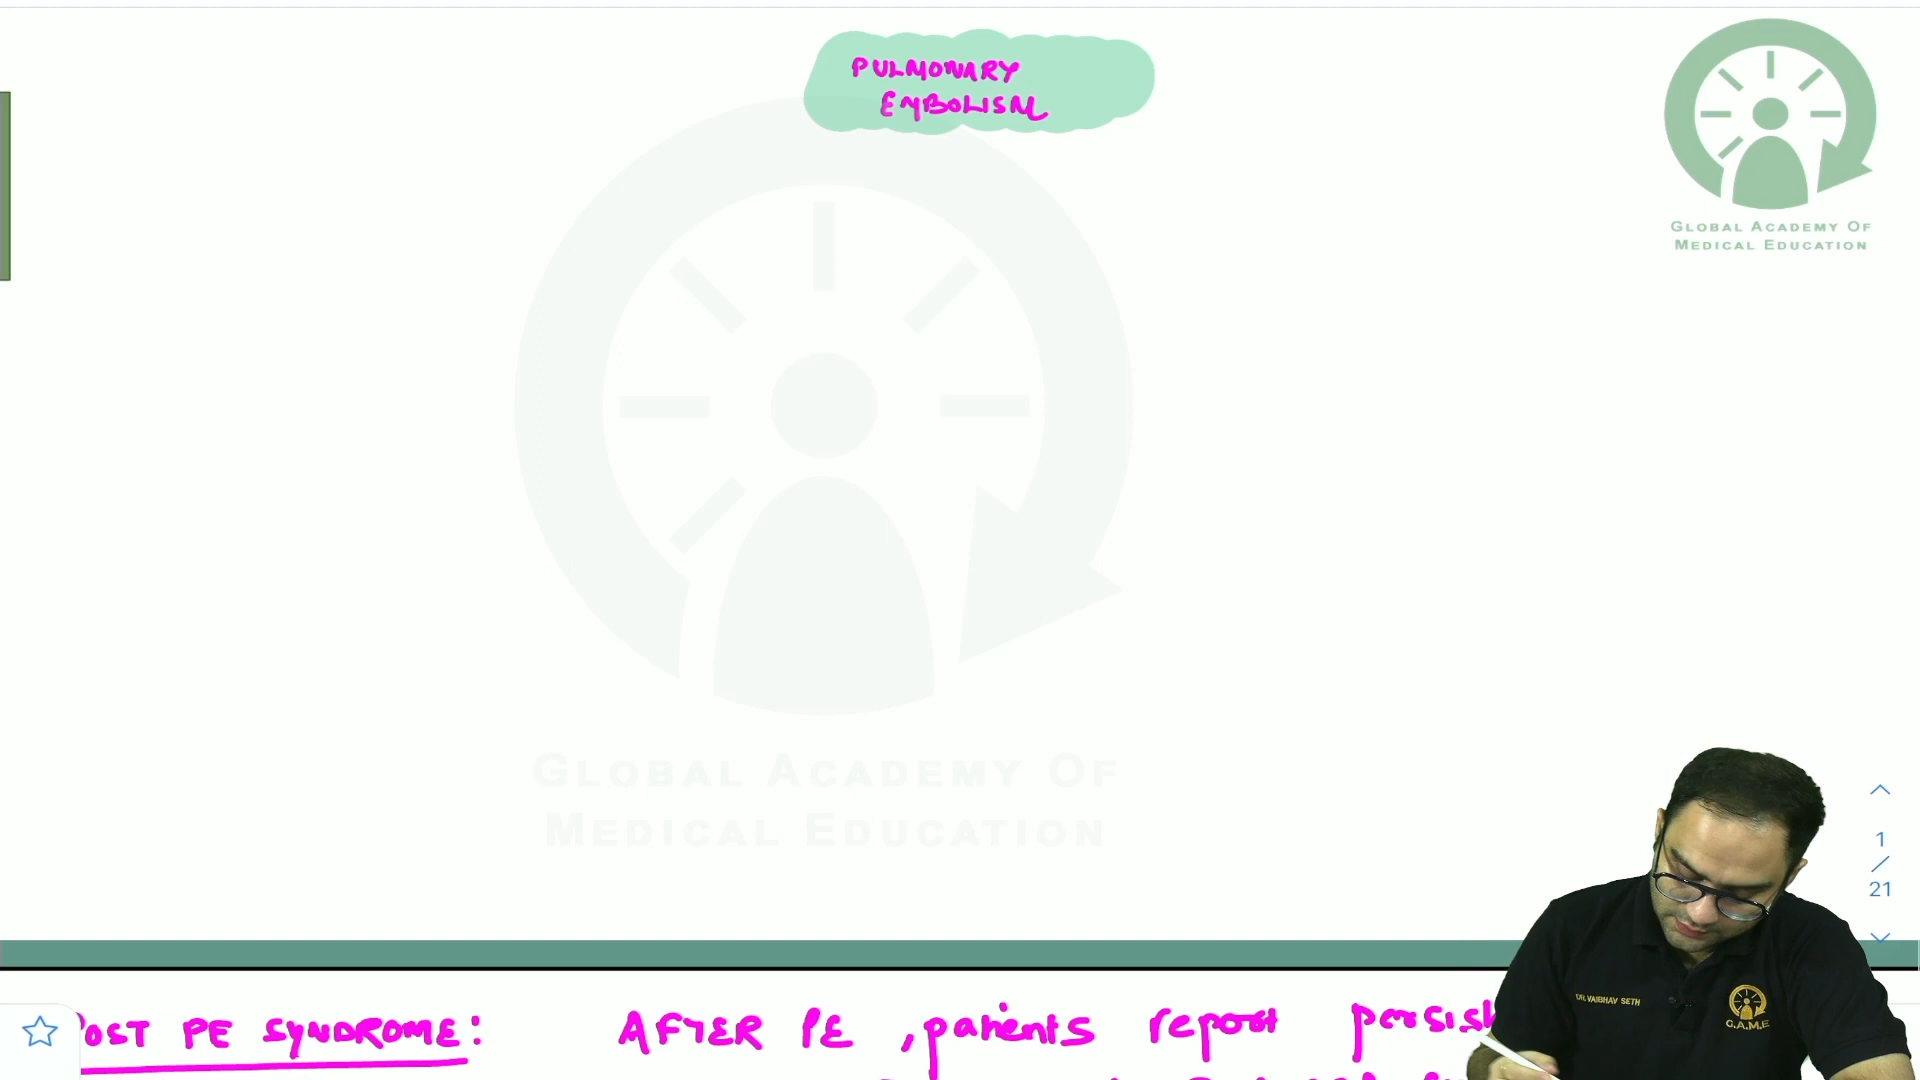 PULMONARY
EMBOLISM
GLOBAL ACADEMY OF
MEDICAL EDUCATION
GLOBAL ACADEMY OF
MEDICAL EDUCATION
1
/
21
DR. VAIBHAV SETH
G.A.M.E
POST PE SYNDROME: AFTER PE, patients report